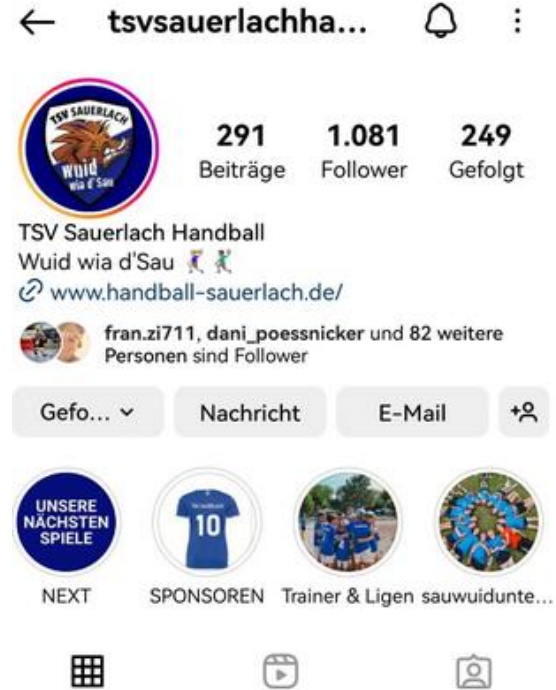 tsvsauerlachha...
TSV SAUERLACH
wuid
wia d'Sau
291 1.081 249
Beiträge Follower Gefolgt
TSV Sauerlach Handball
Wuid wia d'Sau
www.handball-sauerlach.de/
fran.zi711, dani_poessnicker und 82 weitere
Personen sind Follower
Gefo... Nachricht E-Mail
UNSERE
NÄCHSTEN
SPIELE
10
NEXT SPONSOREN Trainer & Ligen sauwuidunte...